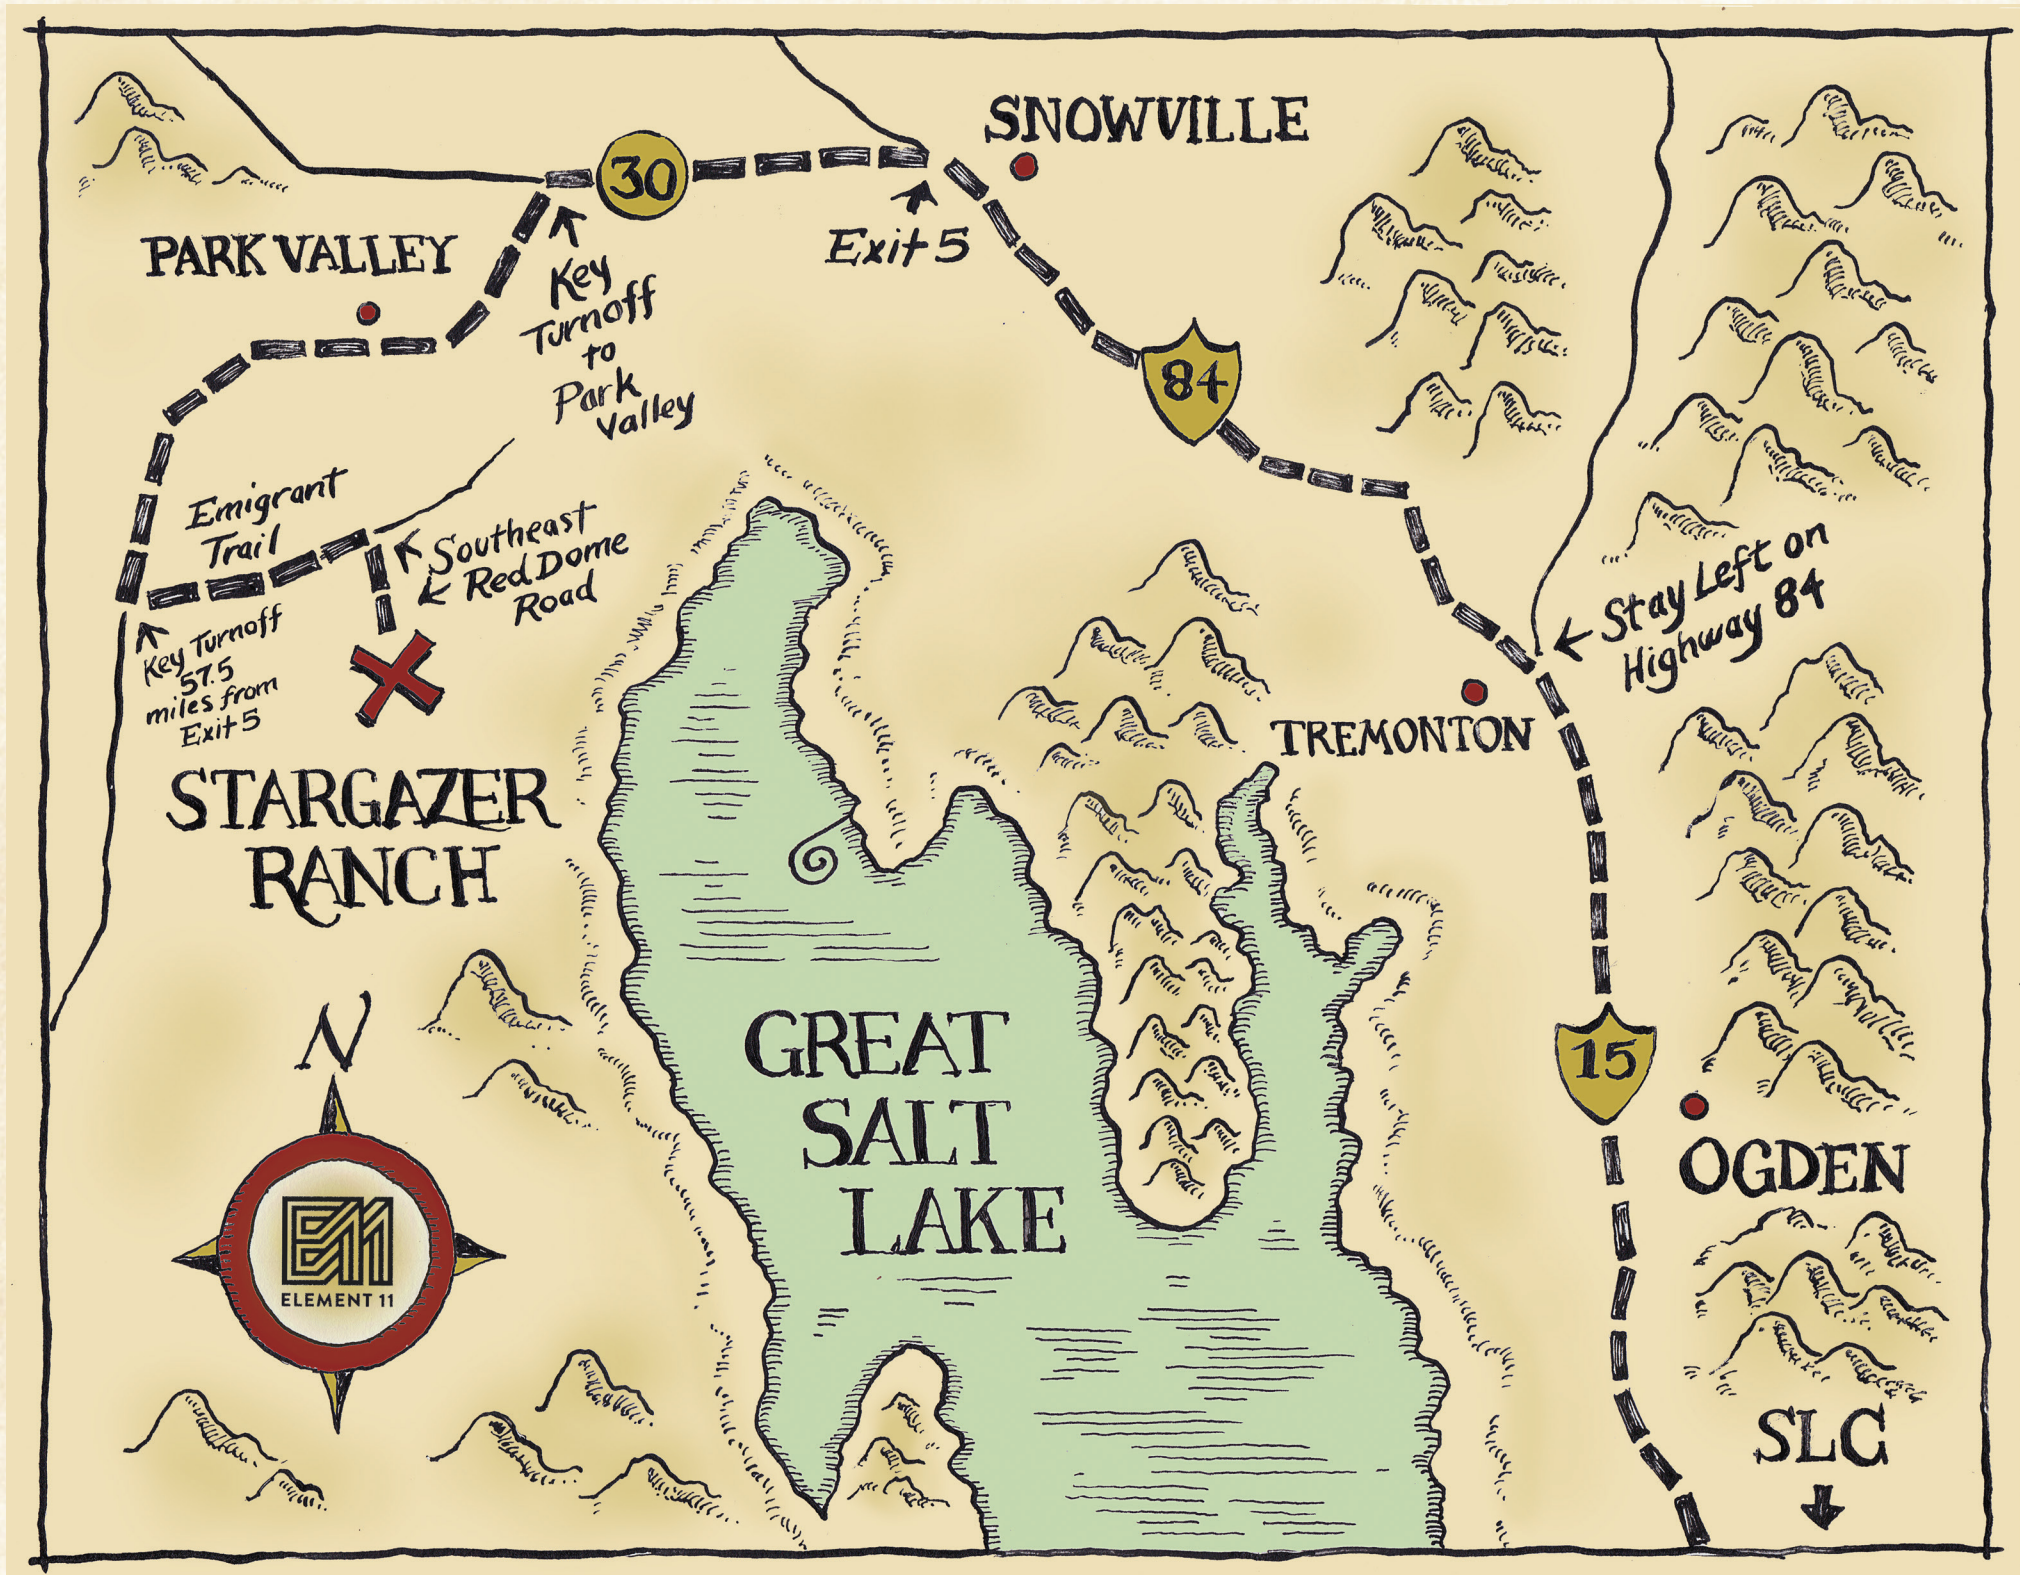 SNOWVILLE
30
Exit 5
PARK VALLEY
Key
Turnoff
to
Park
Valley
84
Emigrant
Trail
Southeast
Red Dome
Road
Stay Left on
Highway 84
Key Turnoff
57.5
miles from
Exit 5
TREMONTON
STARGAZER
RANCH
N
GREAT
SALT
LAKE
15
OGDEN
E11
ELEMENT 11
SLC